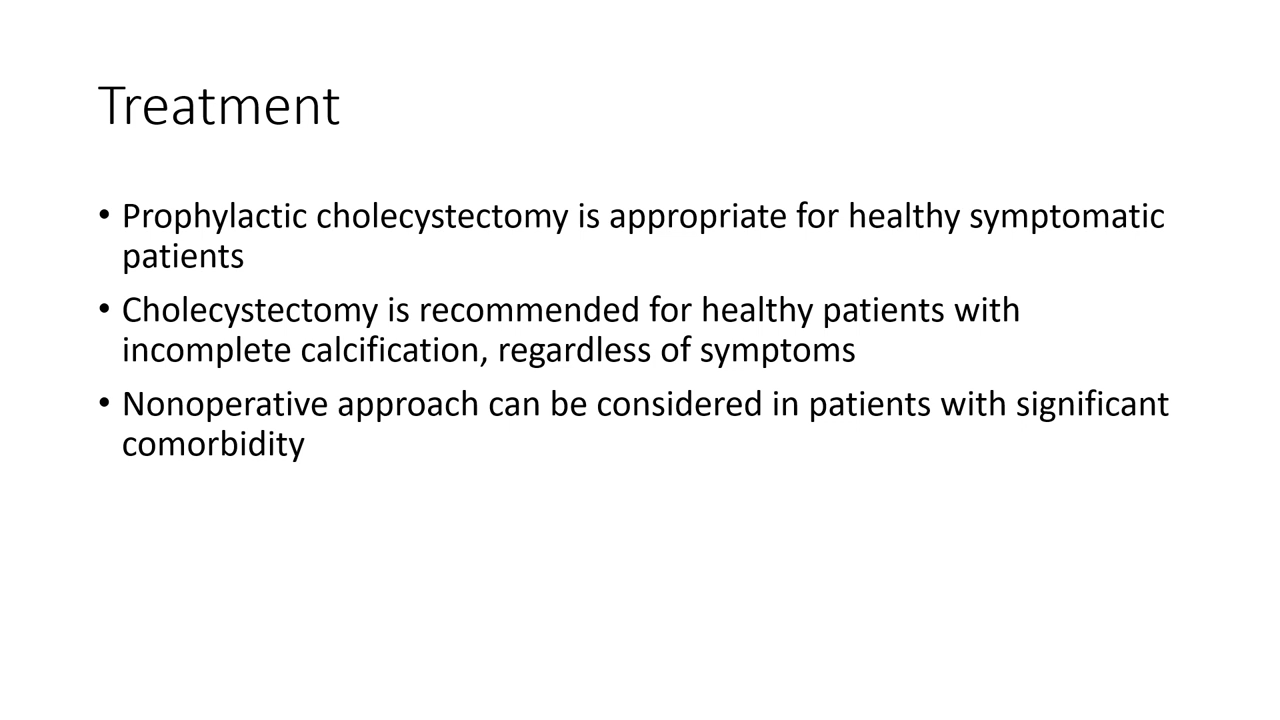 Treatment
• Prophylactic cholecystectomy is appropriate for healthy symptomatic
patients
• Cholecystectomy is recommended for healthy patients with
incomplete calcification, regardless of symptoms
• Nonoperative approach can be considered in patients with significant
comorbidity